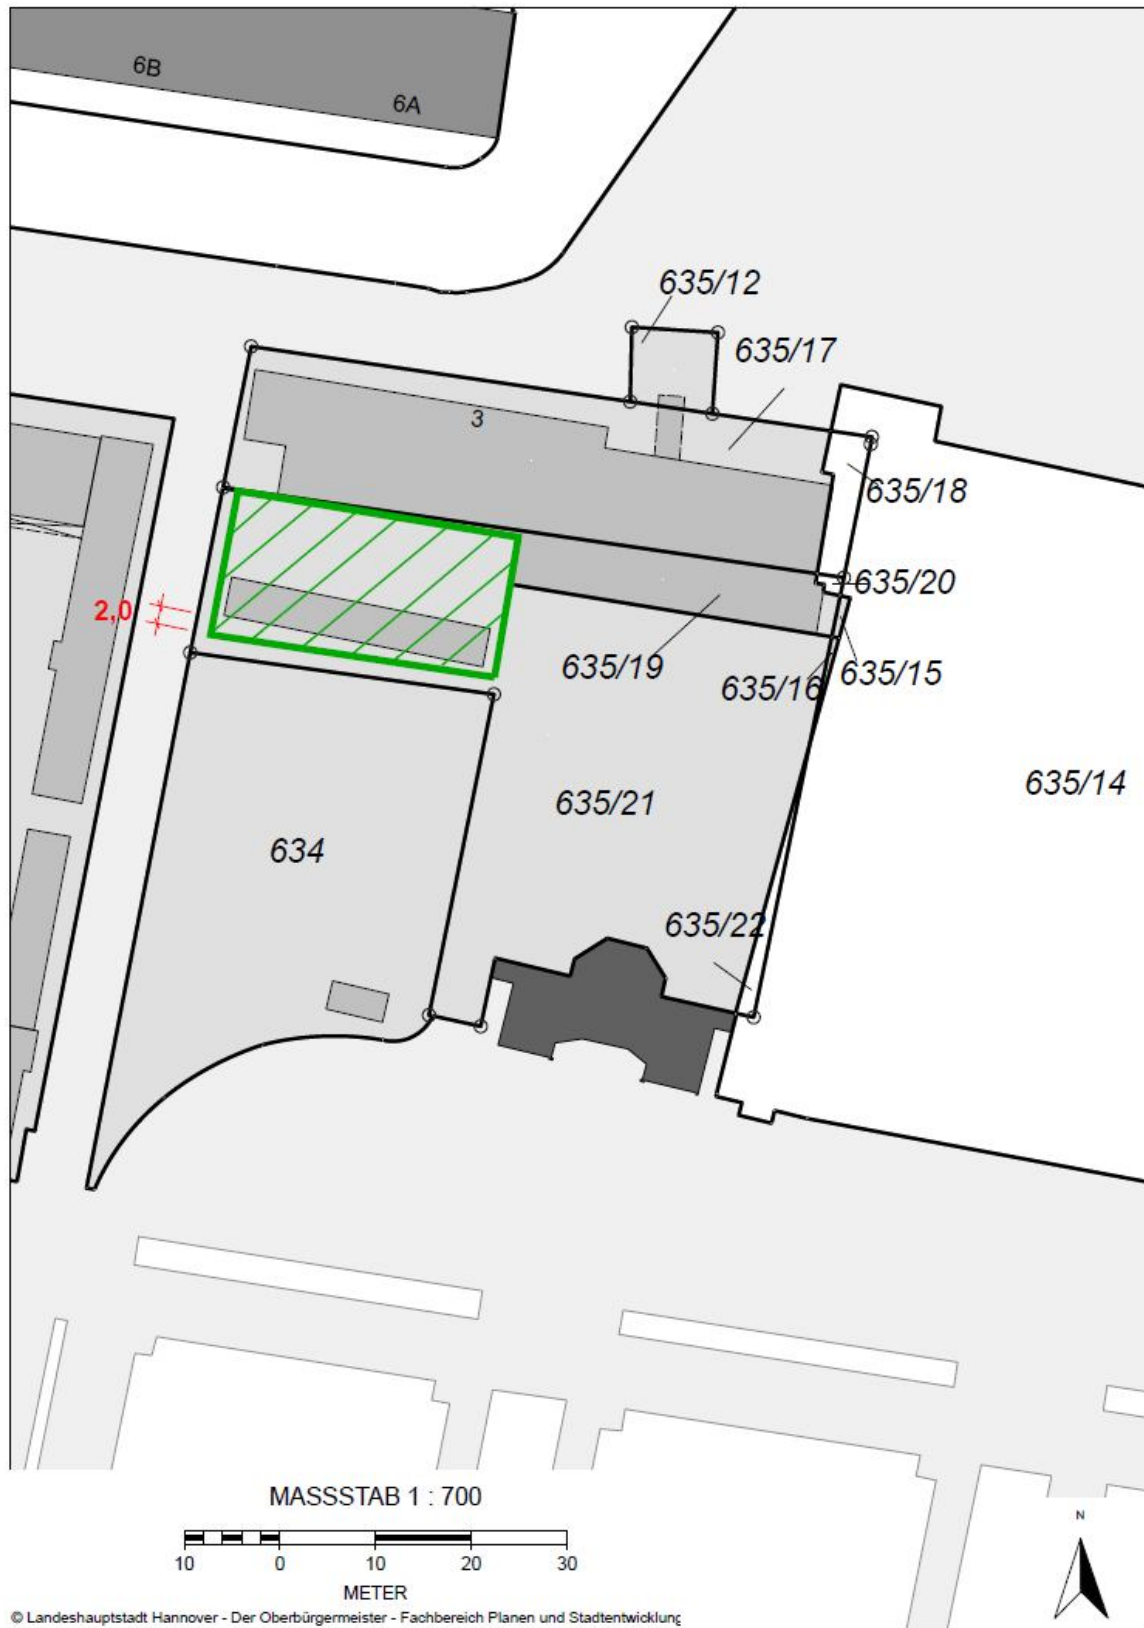 6B
6A
635/12
635/17
3
635/18
635/20
2,0
635/19
635/16
635/15
635/14
635/21
634
635/22
MASSSTAB 1 : 700
N
10 0 10 20 30
METER
© Landeshauptstadt Hannover - Der Oberbürgermeister - Fachbereich Planen und Stadtentwicklung